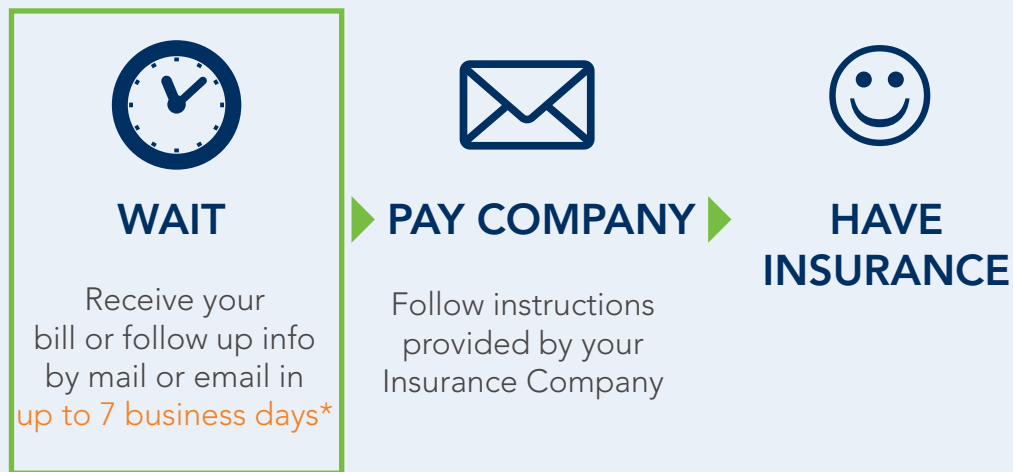 WAIT
Receive your
bill or follow up info
by mail or email in
up to 7 business days*
PAY COMPANY
Follow instructions
provided by your
Insurance Company
HAVE
INSURANCE